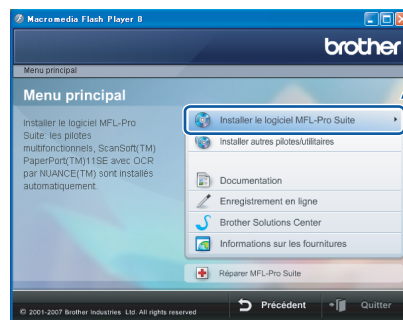 Macromedia Flash Player 8
brother
Menu principal
Menu principal
Installer le logiciel MFL-Pro
Suite: les pilotes
multifonctionnels, ScanSoft(TM)
PaperPort(TM)11SE avec OCR
par NUANCE(TM) sont installés
automatiquement.
Installer le logiciel MFL-Pro Suite
Installer autres pilotes/utilitaires
Documentation
Enregistrement en ligne
Brother Solutions Center
Informations sur les fournitures
Réparer MFL-Pro Suite
© 2001-2007 Brother Industries Ltd. All rights reserved
Précédent
Quitter